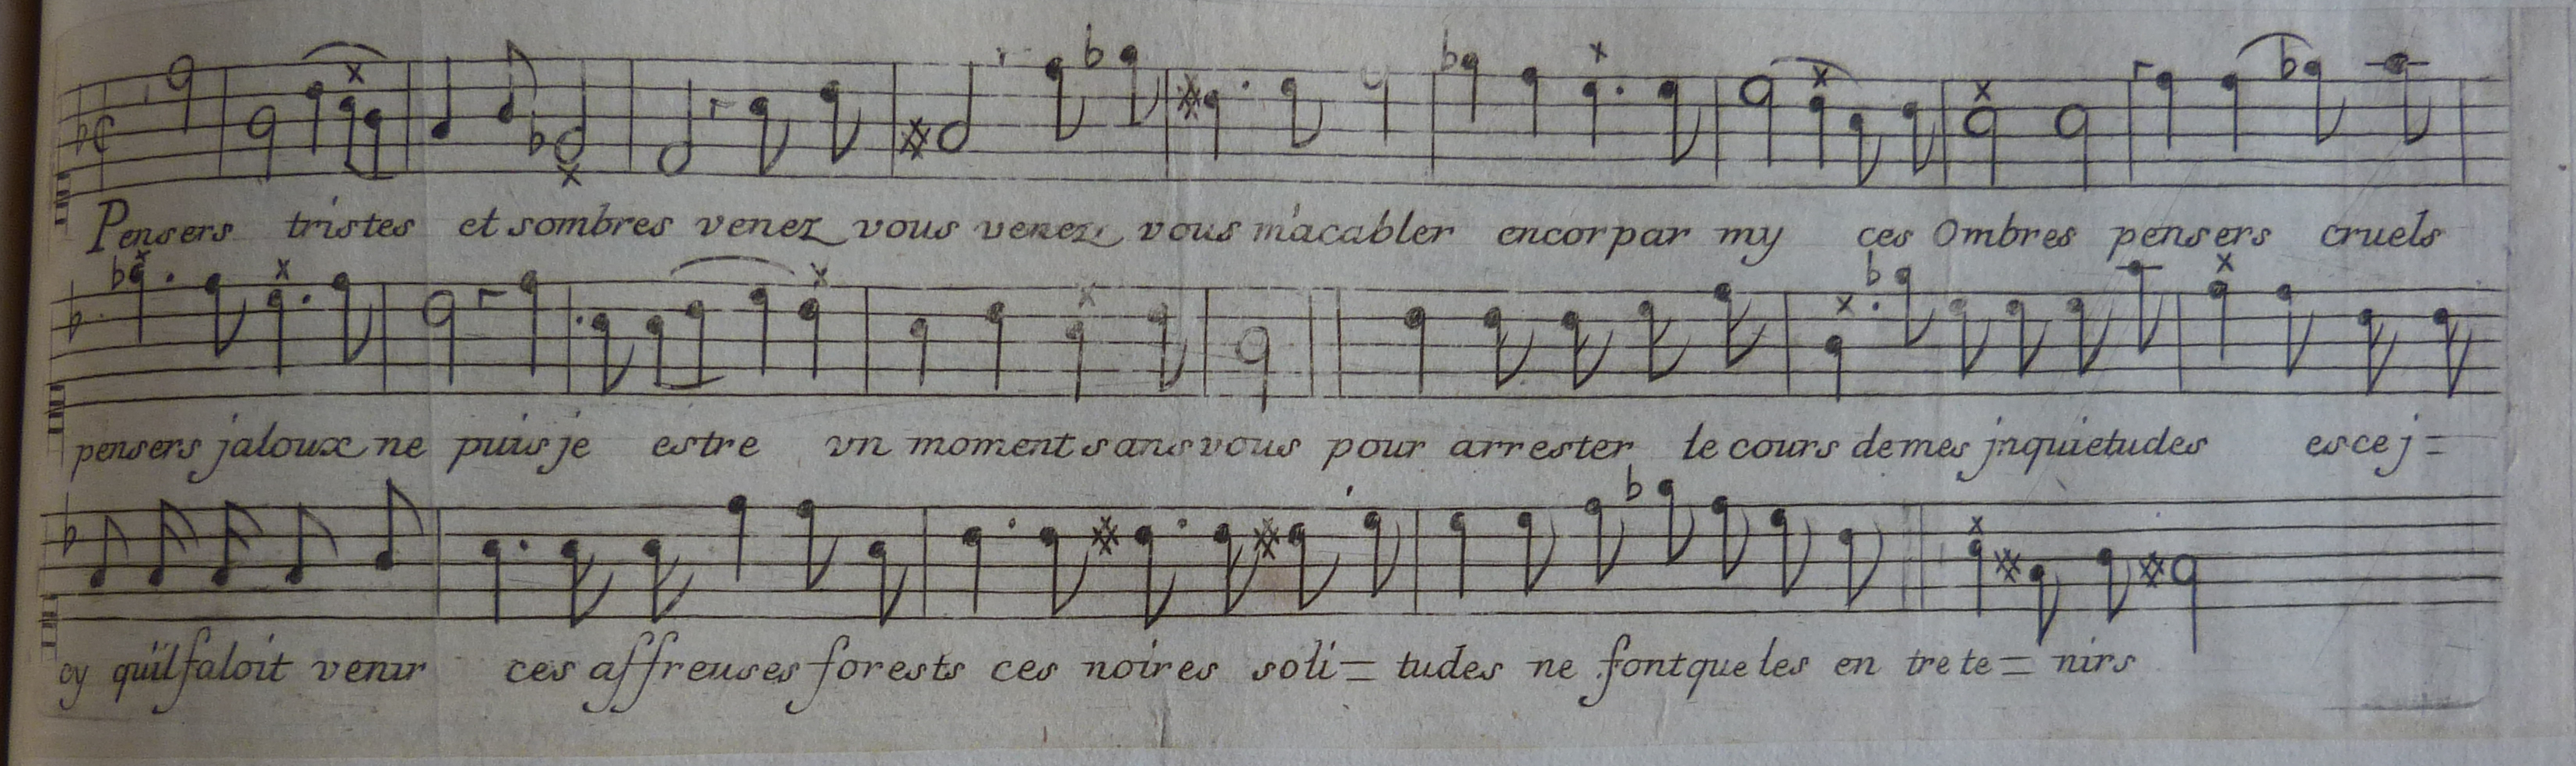 Pensers tristes et sombres venez vous venez vous m'acabler encor par my ces Ombres pensers cruels
pensers jaloux ne puis je estre vn moment sans vous pour arrester le cours de mes jnquietudes esce j=
cy quil faloit venir ces affreuses forests ces noires soli= tudes ne font que les en tre te= nirs